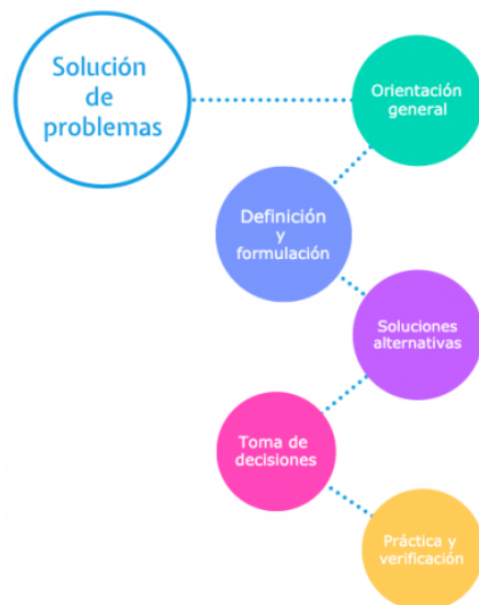 Solución
de
problemas
Orientación
general
Definición
y
formulación
Soluciones
alternativas
Toma de
decisiones
Práctica y
verificación